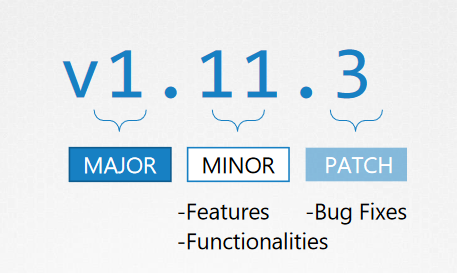 v1.11.3
MAJOR MINOR PATCH
-Features -Bug Fixes
-Functionalities